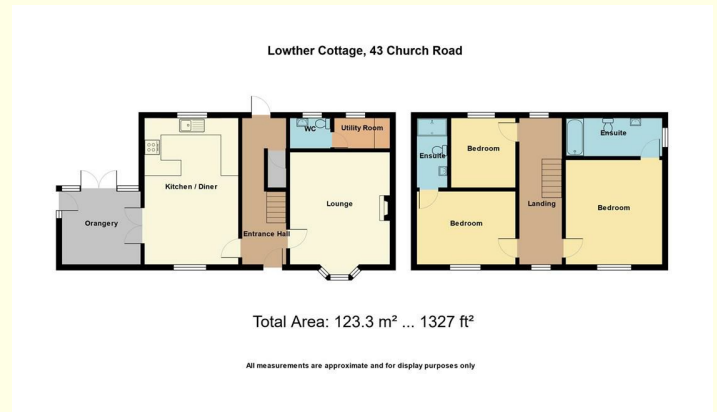 Lowther Cottage, 43 Church Road
WC
Utility Room
Kitchen / Diner
Lounge
Orangery
Entrance Hall
Ensuite
Bedroom
Ensuite
Bedroom
Landing
Bedroom
Total Area: 123.3 m² ... 1327 ft²
All measurements are approximate and for display purposes only